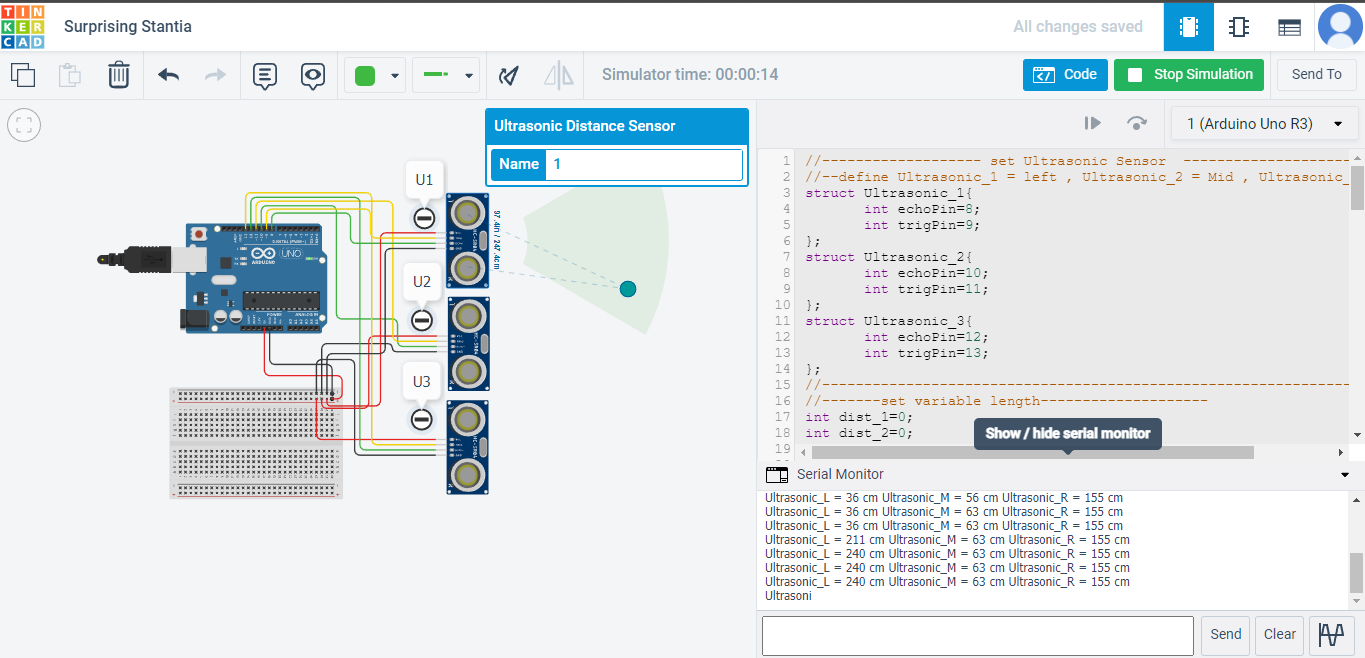 TIN
KER
CAD
Surprising Stantia
All changes saved
Simulator time: 00:00:14
Code
Stop Simulation
Send To
Ultrasonic Distance Sensor
Name 1
1 (Arduino Uno R3)
U1
U2
U3
97.4in / 247.4cm
UNO
ARDUINO
HC-SR04
HC-SR04
HC-SR04
1 //------------------- set Ultrasonic Sensor --------------------
2 //--define Ultrasonic_1 = left , Ultrasonic_2 = Mid , Ultrasonic_
3 struct Ultrasonic_1{
4 int echoPin=8;
5 int trigPin=9;
6 };
7 struct Ultrasonic_2{
8 int echoPin=10;
9 int trigPin=11;
10 };
11 struct Ultrasonic_3{
12 int echoPin=12;
13 int trigPin=13;
14 };
15 //----------------------------------------------------------------
16 //-------set variable length--------------------
17 int dist_1=0;
18 int dist_2=0;
19
Show / hide serial monitor
Serial Monitor
Ultrasonic_L = 36 cm Ultrasonic_M = 56 cm Ultrasonic_R = 155 cm
Ultrasonic_L = 36 cm Ultrasonic_M = 63 cm Ultrasonic_R = 155 cm
Ultrasonic_L = 36 cm Ultrasonic_M = 63 cm Ultrasonic_R = 155 cm
Ultrasonic_L = 211 cm Ultrasonic_M = 63 cm Ultrasonic_R = 155 cm
Ultrasonic_L = 240 cm Ultrasonic_M = 63 cm Ultrasonic_R = 155 cm
Ultrasonic_L = 240 cm Ultrasonic_M = 63 cm Ultrasonic_R = 155 cm
Ultrasonic_L = 240 cm Ultrasonic_M = 63 cm Ultrasonic_R = 155 cm
Ultrasoni
Send
Clear